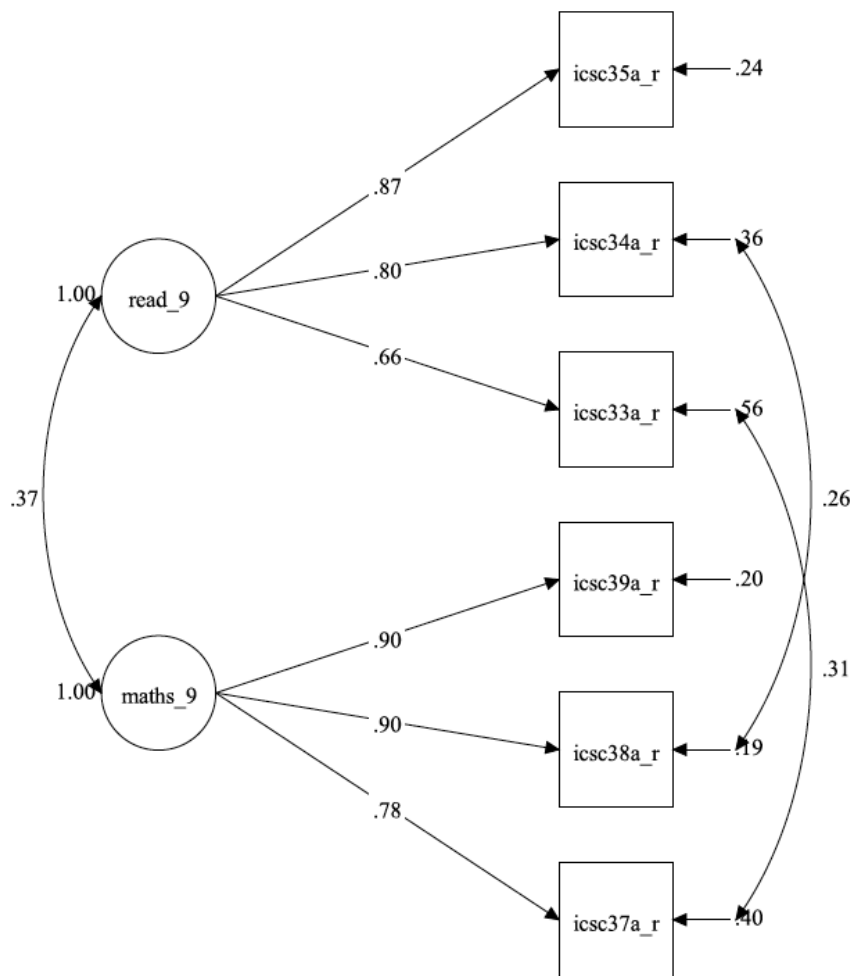 icsc35a_r
.24
.87
icsc34a_r
.36
.80
1.00
read_9
.66
icsc33a_r
.56
.37
.26
icsc39a_r
.20
.90
.31
1.00
maths_9
.90
icsc38a_r
.19
.78
icsc37a_r
.40